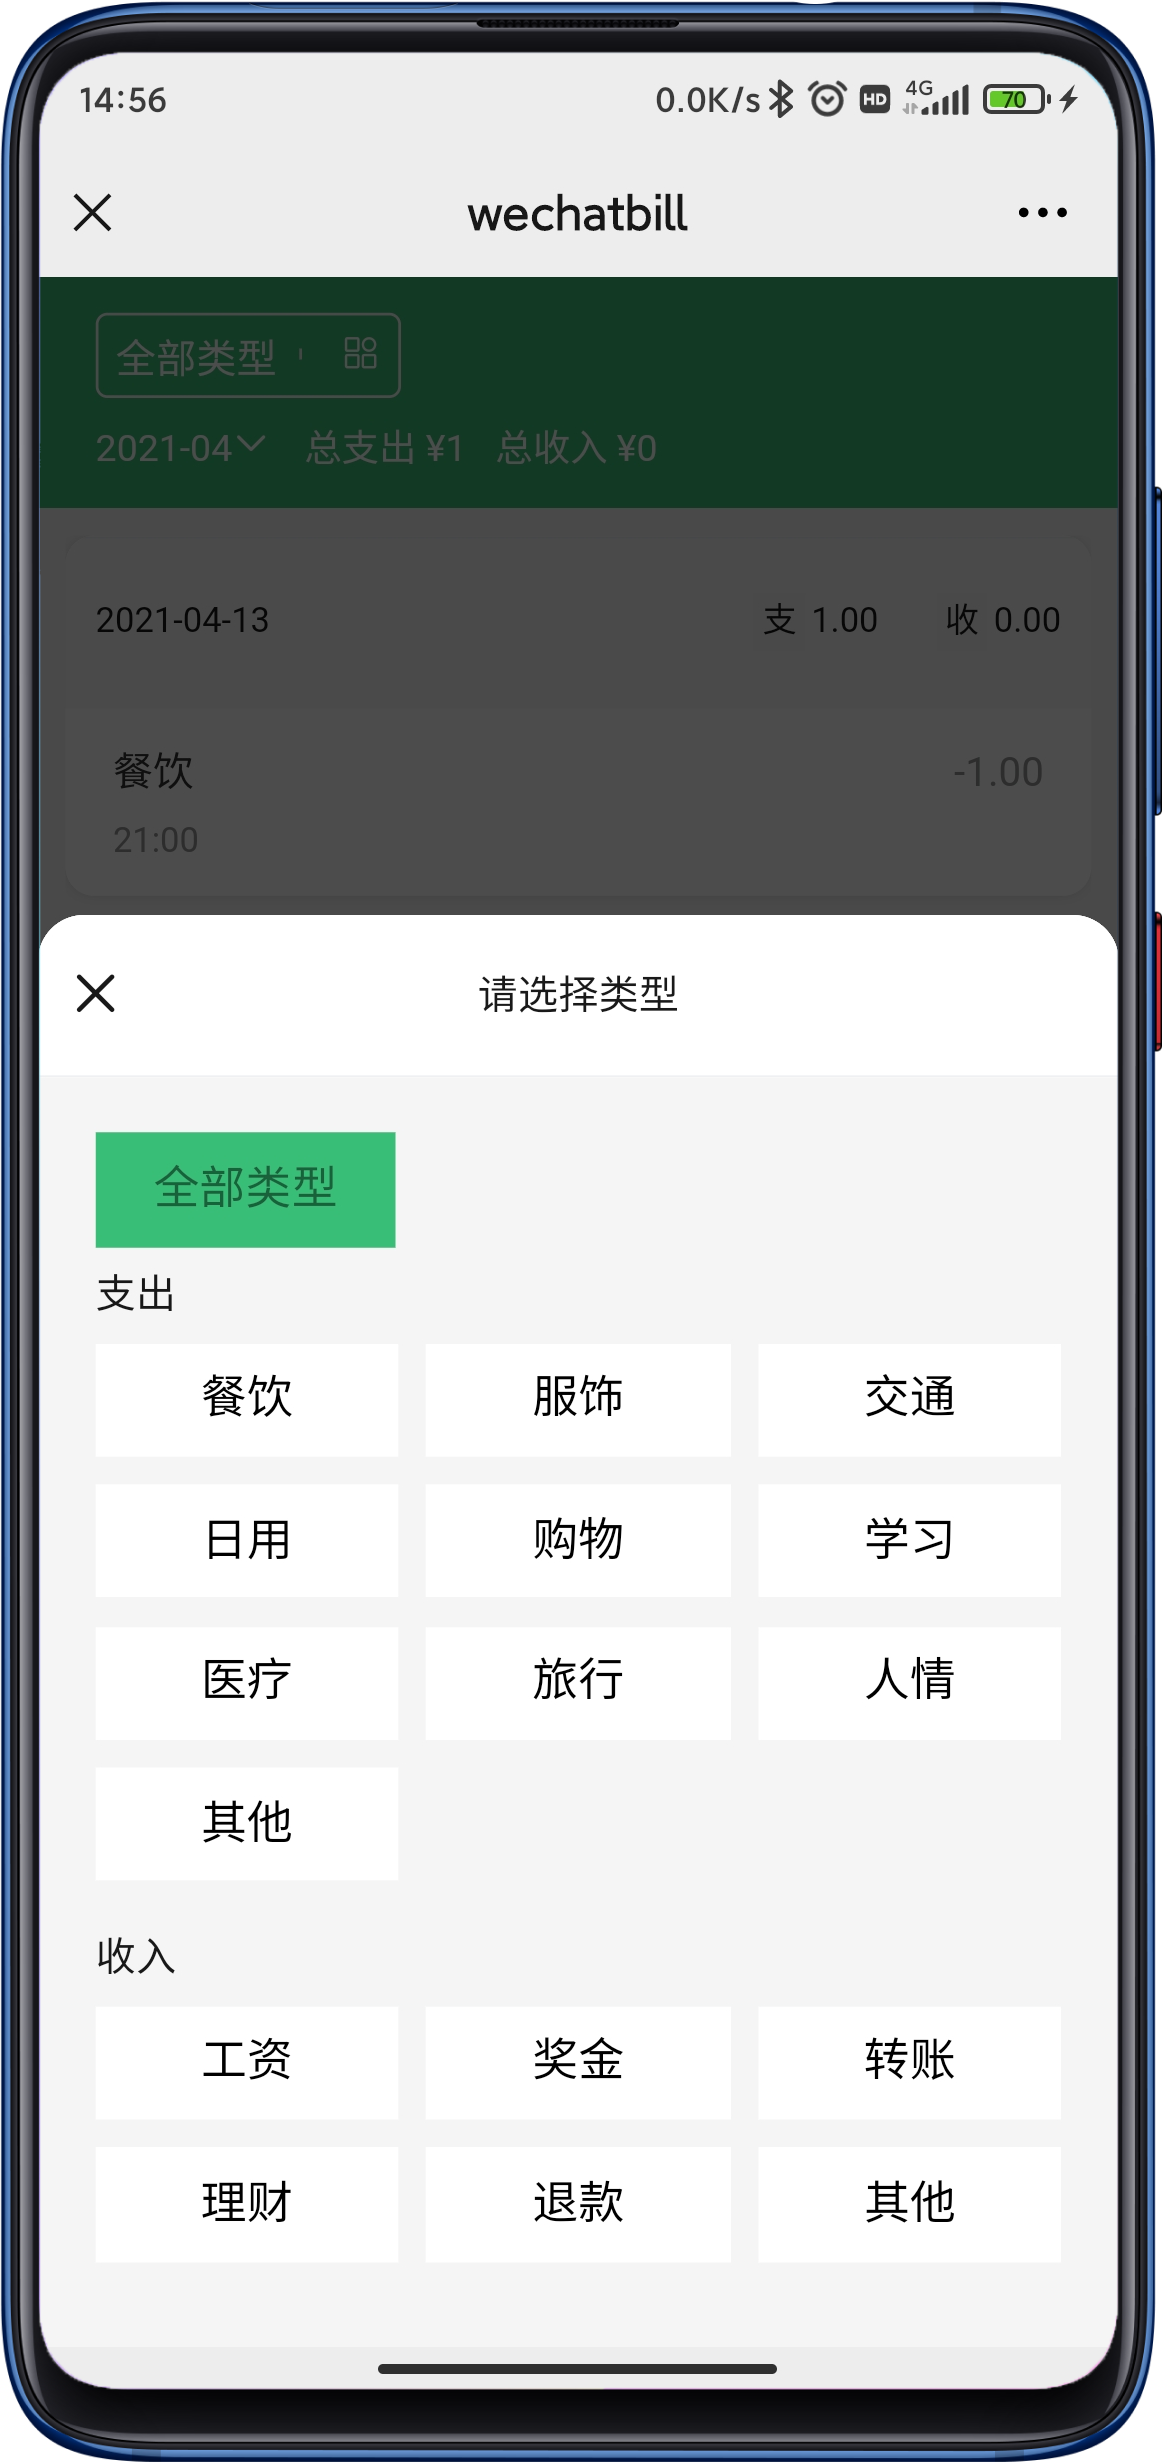 14:56 0.0K/s HD 4G 70
wechatbill
全部类型
2021-04 总支出 ¥1 总收入 ¥0
2021-04-13 支 1.00 收 0.00
餐饮 -1.00
21:00
请选择类型
全部类型
支出
餐饮 服饰 交通
日用 购物 学习
医疗 旅行 人情
其他
收入
工资 奖金 转账
理财 退款 其他